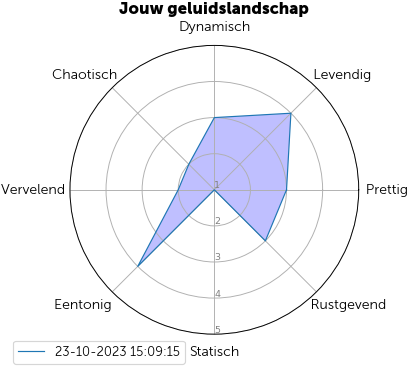 Jouw geluidslandschap
Dynamisch
Chaotisch
Levendig
Vervelend
1
Prettig
2
3
Eentonig
4
Rustgevend
5
23-10-2023 15:09:15
Statisch